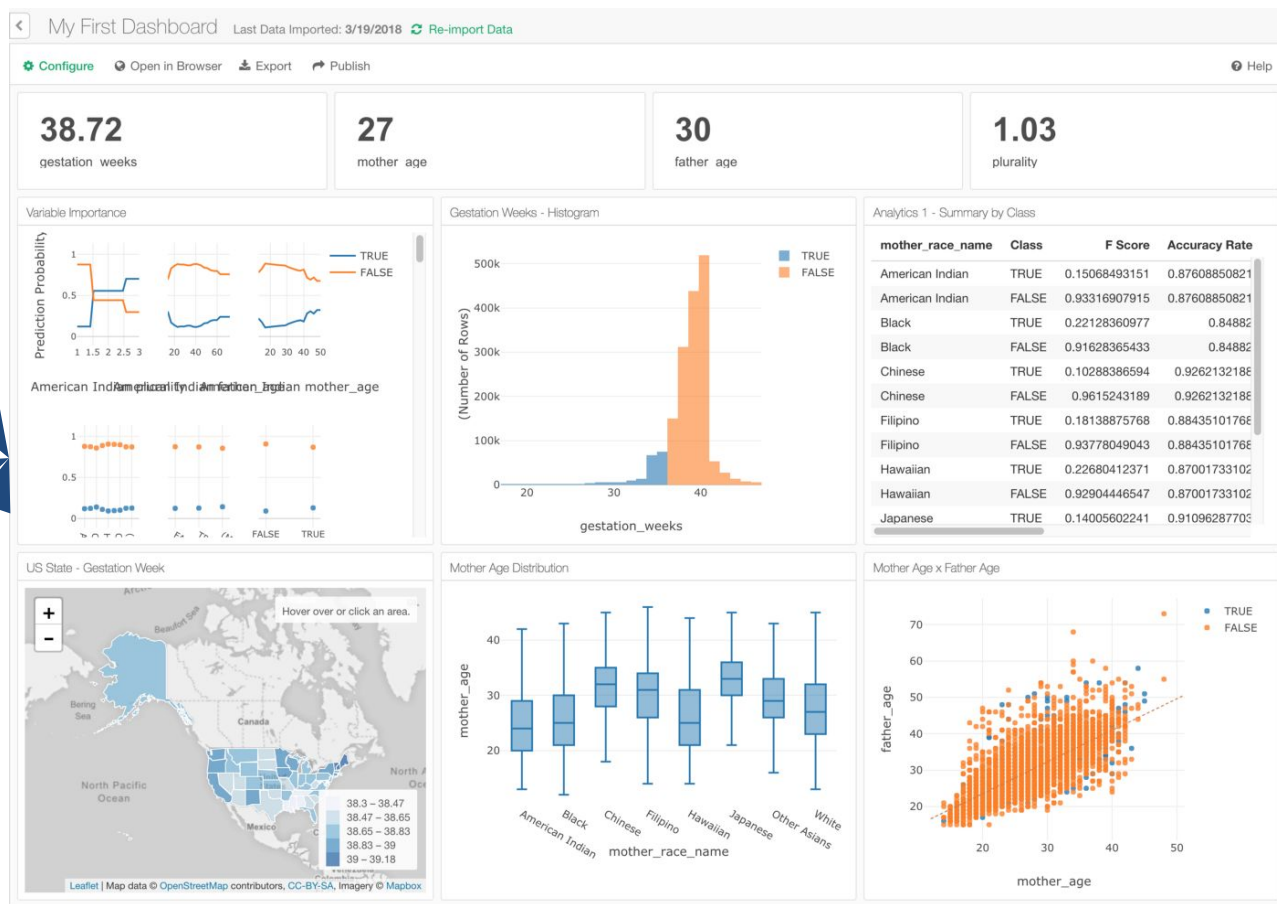 My First Dashboard Last Data Imported: 3/19/2018 Re-import Data
Configure Open in Browser Export Publish Help
38.72
gestation_weeks
27
mother_age
30
father_age
1.03
plurality
Variable Importance
Prediction Probability
1
0.5
0
TRUE
FALSE
1 1.5 2 2.5 3
20 40 60
20 30 40 50
American Indian plurality
American Indian father_age
American Indian mother_age
1
0.5
0
FALSE TRUE
Gestation Weeks - Histogram
TRUE
FALSE
(Number of Rows)
500k
400k
300k
200k
100k
0
20 30 40
gestation_weeks
Analytics 1 - Summary by Class
mother_race_name Class F Score Accuracy Rate
American Indian TRUE 0.15068493151 0.87608850821
American Indian FALSE 0.93316907915 0.87608850821
Black TRUE 0.22128360977 0.84882
Black FALSE 0.91628365433 0.84882
Chinese TRUE 0.10288386594 0.9262132188
Chinese FALSE 0.9615243189 0.9262132188
Filipino TRUE 0.18138875768 0.88435101768
Filipino FALSE 0.93778049043 0.88435101768
Hawaiian TRUE 0.22680412371 0.87001733102
Hawaiian FALSE 0.92904446547 0.87001733102
Japanese TRUE 0.14005602241 0.91096287703
US State - Gestation Week
+
-
Hover over or click an area.
Beaufort Sea
Bering
Sea
Canada
North Pacific
Ocean
Mexico
38.3 – 38.47
38.47 – 38.65
38.65 – 38.83
38.83 – 39
39 – 39.18
Leaflet | Map data © OpenStreetMap contributors, CC-BY-SA, Imagery © Mapbox
Mother Age Distribution
mother_age
40
30
20
American Indian
Black
Chinese
Filipino
Hawaiian
Japanese
Other Asians
White
mother_race_name
Mother Age x Father Age
TRUE
FALSE
father_age
70
60
50
40
30
20
20 30 40 50
mother_age